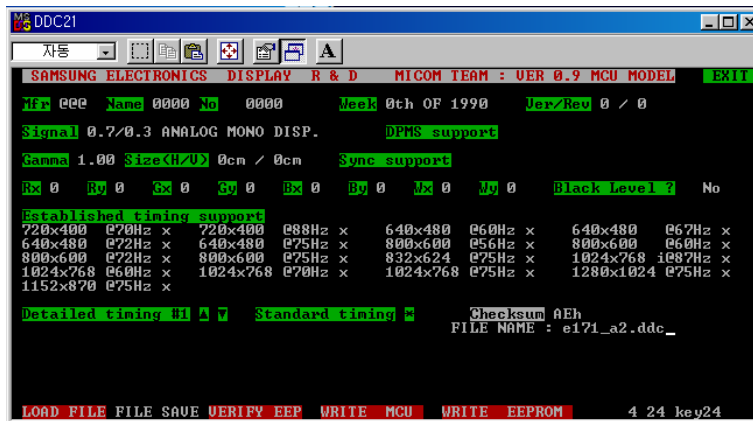 DDC21
자동
A
SAMSUNG ELECTRONICS DISPLAY R & D MICOM TEAM : VER 0.9 MCU MODEL EXIT
Mfr @@@ Name 0000 No 0000 Week 0th OF 1990 Ver/Rev 0 / 0
Signal 0.7/0.3 ANALOG MONO DISP. DPMS support
Gamma 1.00 Size(H/V) 0cm / 0cm Sync support
Rx 0 Ry 0 Gx 0 Gy 0 Bx 0 By 0 Wx 0 Wy 0 Black Level ? No
Established timing support
720x400 @70Hz x 720x400 @88Hz x 640x480 @60Hz x 640x480 @67Hz x
640x480 @72Hz x 640x480 @75Hz x 800x600 @56Hz x 800x600 @60Hz x
800x600 @72Hz x 800x600 @75Hz x 832x624 @75Hz x 1024x768 i@87Hz x
1024x768 @60Hz x 1024x768 @70Hz x 1024x768 @75Hz x 1280x1024 @75Hz x
1152x870 @75Hz x
Detailed timing #1 ▲ ▼ Standard timing * Checksum AEh
FILE NAME : e171_a2.ddc_
LOAD FILE FILE SAVE VERIFY EEP WRITE MCU WRITE EEPROM 4 24 key24